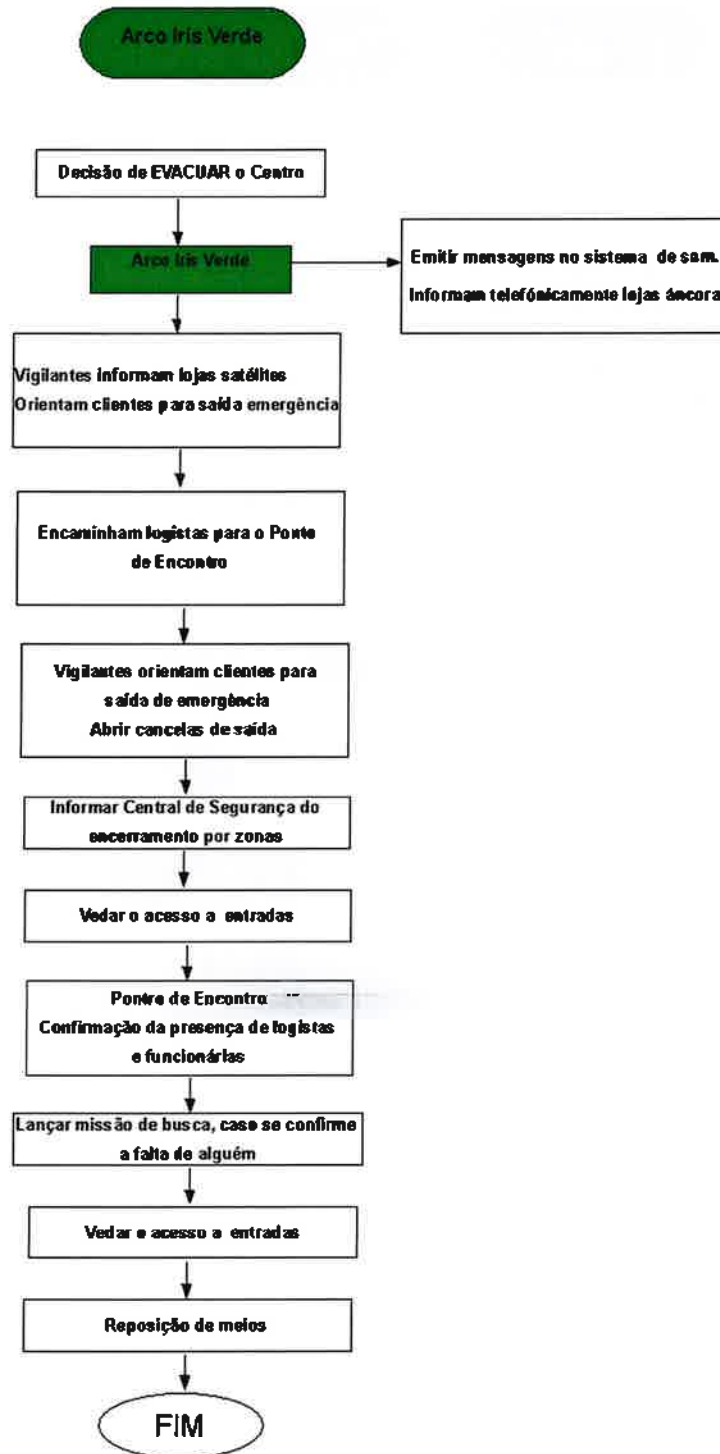 Arco Iris Verde
Decisão de EVACUAR o Centro
Arco Iris Verde
Emitir mensagens no sistema de som.
Informam telefónicamente lojas âncora
Vigilantes informam lojas satélites
Orientam clientes para saída emergência
Encaminham logistas para o Ponto
de Encontro
Vigilantes orientam clientes para
saída de emergência
Abrir cancelas de saída
Informar Central de Segurança do
encerramento por zonas
Vedar o acesso a entradas
Pontro de Encontro
Confirmação da presença de logistas
e funcionárias
Lançar missão de busca, caso se confirme
a falta de alguém
Vedar o acesso a entradas
Reposição de meios
FIM